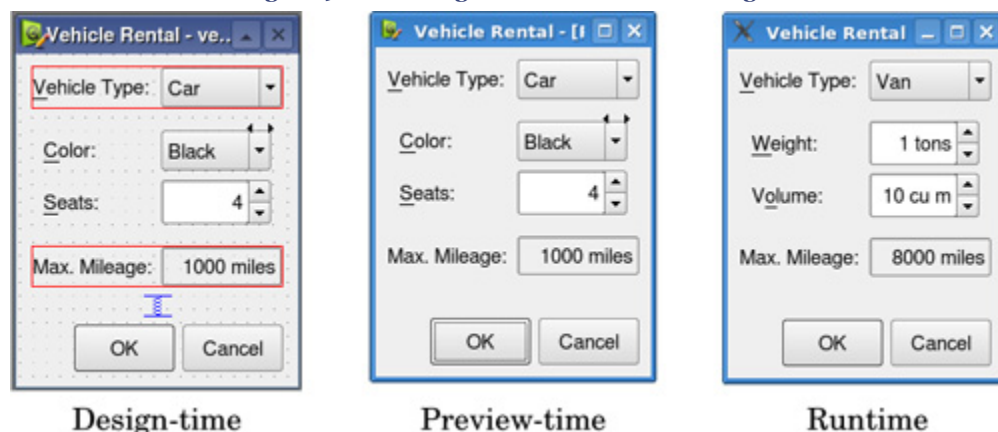 Vehicle Rental - ve..
Vehicle Type: Car
Color: Black
Seats: 4
Max. Mileage: 1000 miles
OK Cancel
Design-time
Vehicle Rental - [
Vehicle Type: Car
Color: Black
Seats: 4
Max. Mileage: 1000 miles
OK Cancel
Preview-time
Vehicle Rental
Vehicle Type: Van
Weight: 1 tons
Volume: 10 cu m
Max. Mileage: 8000 miles
OK Cancel
Runtime